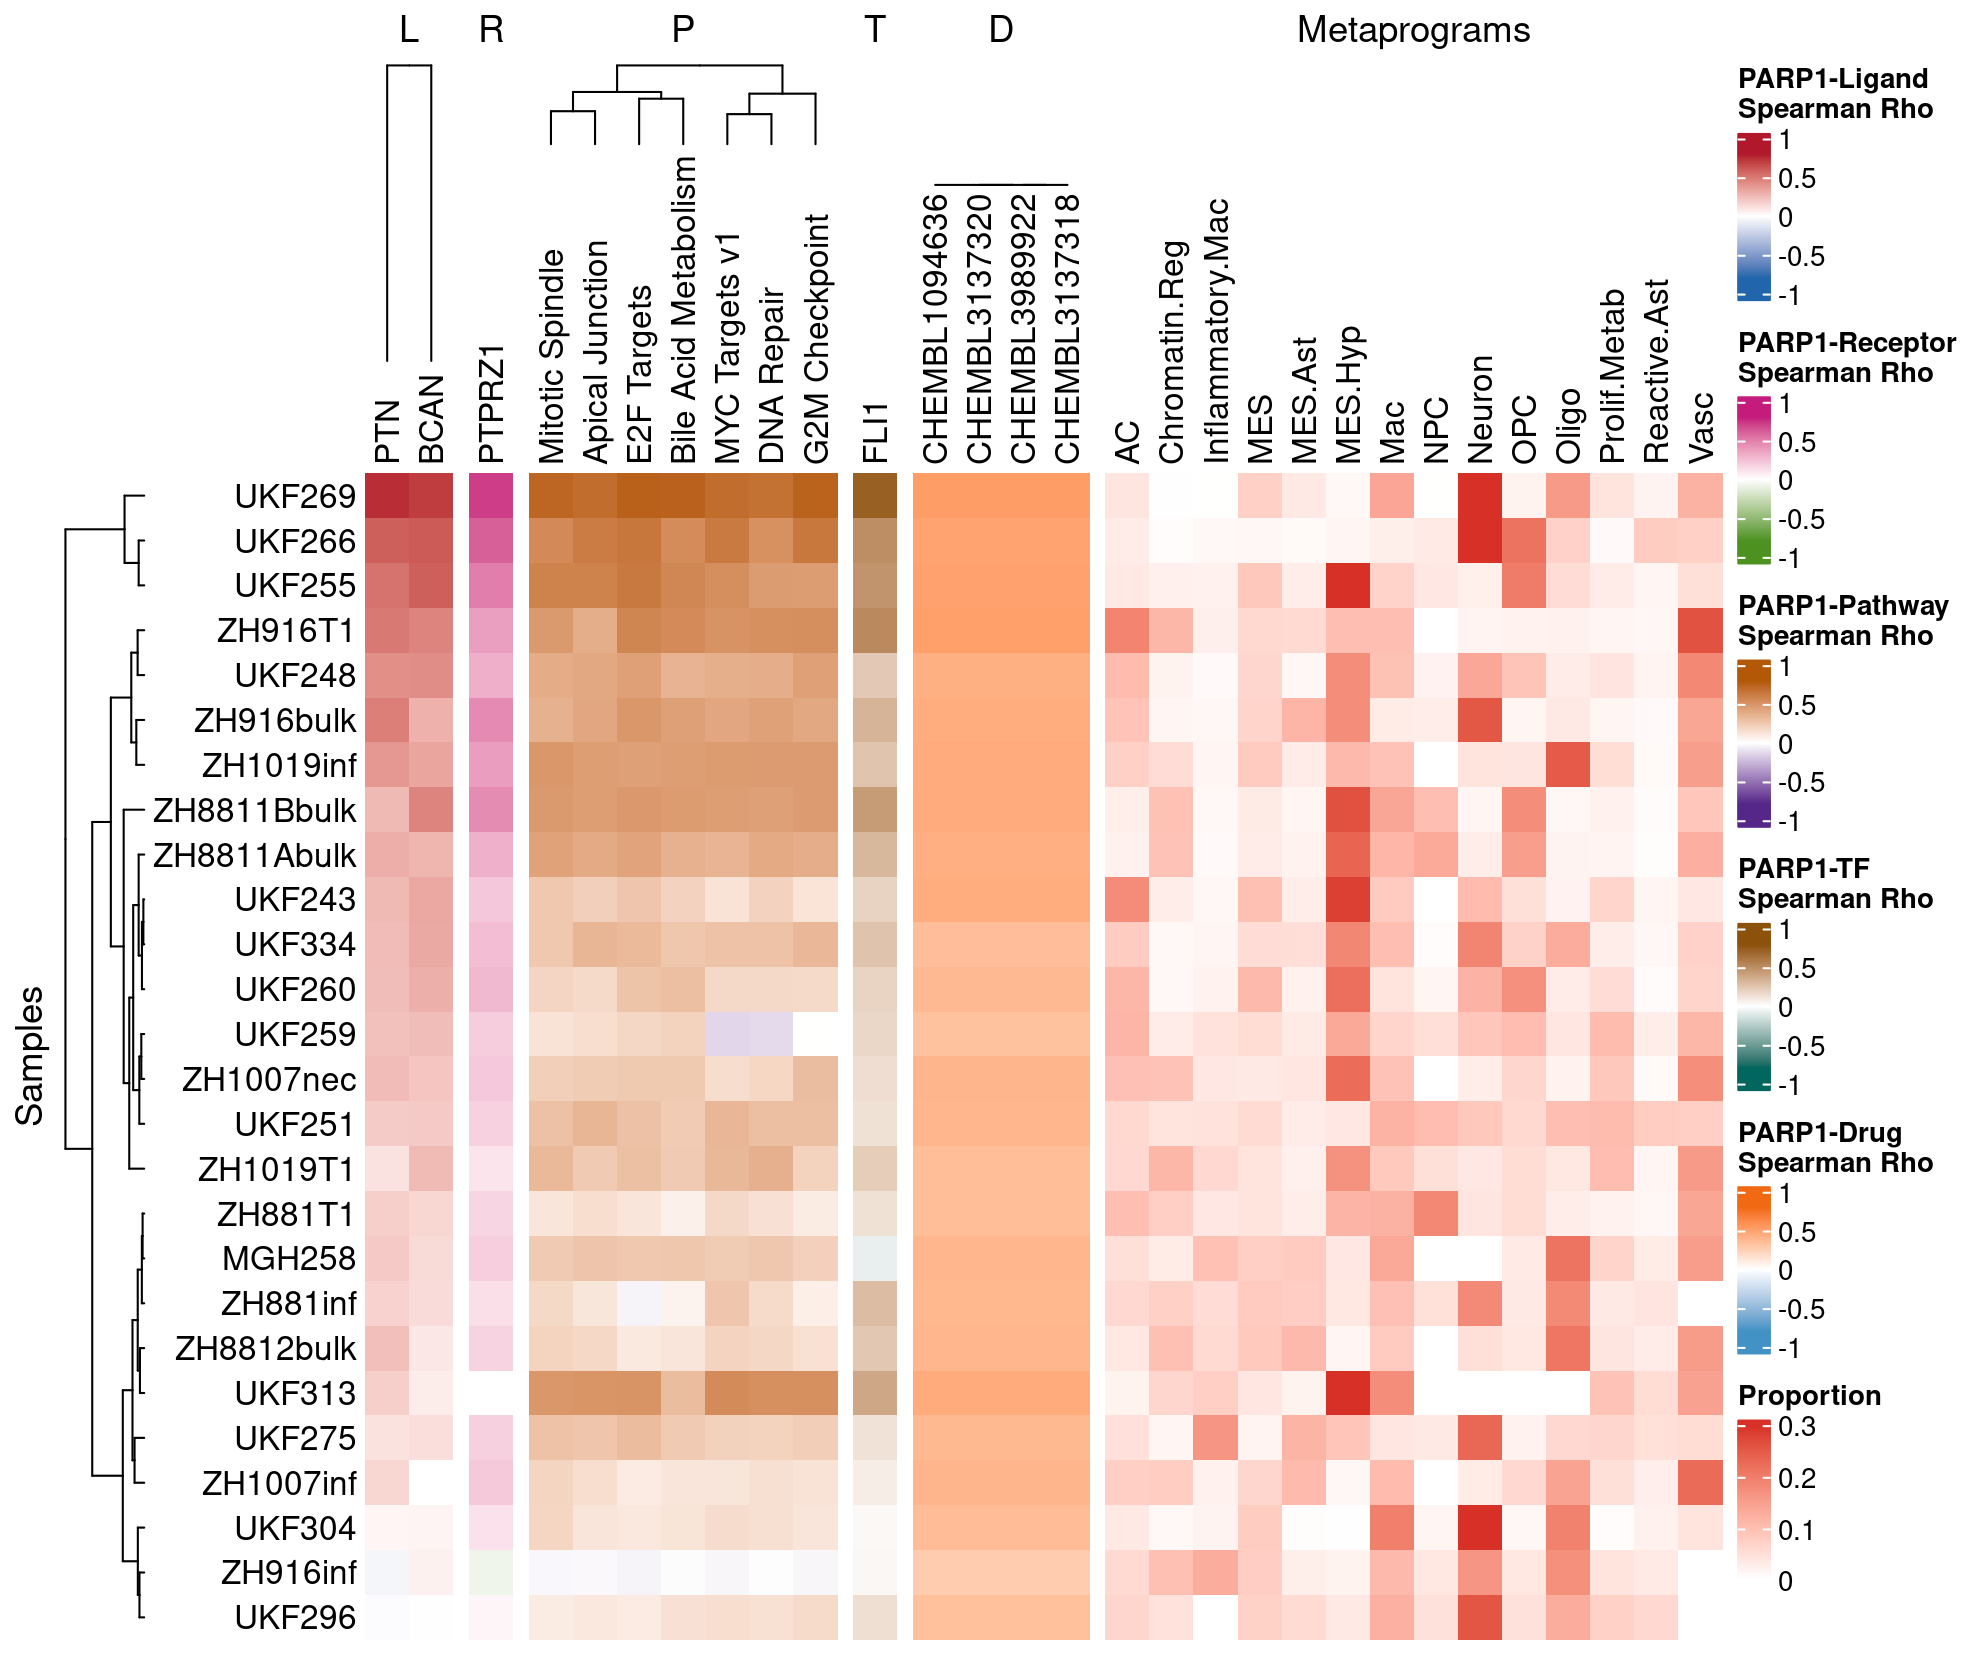 L R P T D Metaprograms
PTN
BCAN
PTPRZ1
Mitotic Spindle
Apical Junction
E2F Targets
Bile Acid Metabolism
MYC Targets v1
DNA Repair
G2M Checkpoint
FLI1
CHEMBL1094636
CHEMBL3137320
CHEMBL3989922
CHEMBL3137318
AC
Chromatin.Reg
Inflammatory.Mac
MES
MES.Ast
MES.Hyp
Mac
NPC
Neuron
OPC
Oligo
Prolif.Metab
Reactive.Ast
Vasc
Samples
UKF269
UKF266
UKF255
ZH916T1
UKF248
ZH916bulk
ZH1019inf
ZH8811Bbulk
ZH8811Abulk
UKF243
UKF334
UKF260
UKF259
ZH1007nec
UKF251
ZH1019T1
ZH881T1
MGH258
ZH881inf
ZH8812bulk
UKF313
UKF275
ZH1007inf
UKF304
ZH916inf
UKF296
PARP1-Ligand
Spearman Rho
1
0.5
0
-0.5
-1
PARP1-Receptor
Spearman Rho
1
0.5
0
-0.5
-1
PARP1-Pathway
Spearman Rho
1
0.5
0
-0.5
-1
PARP1-TF
Spearman Rho
1
0.5
0
-0.5
-1
PARP1-Drug
Spearman Rho
1
0.5
0
-0.5
-1
Proportion
0.3
0.2
0.1
0